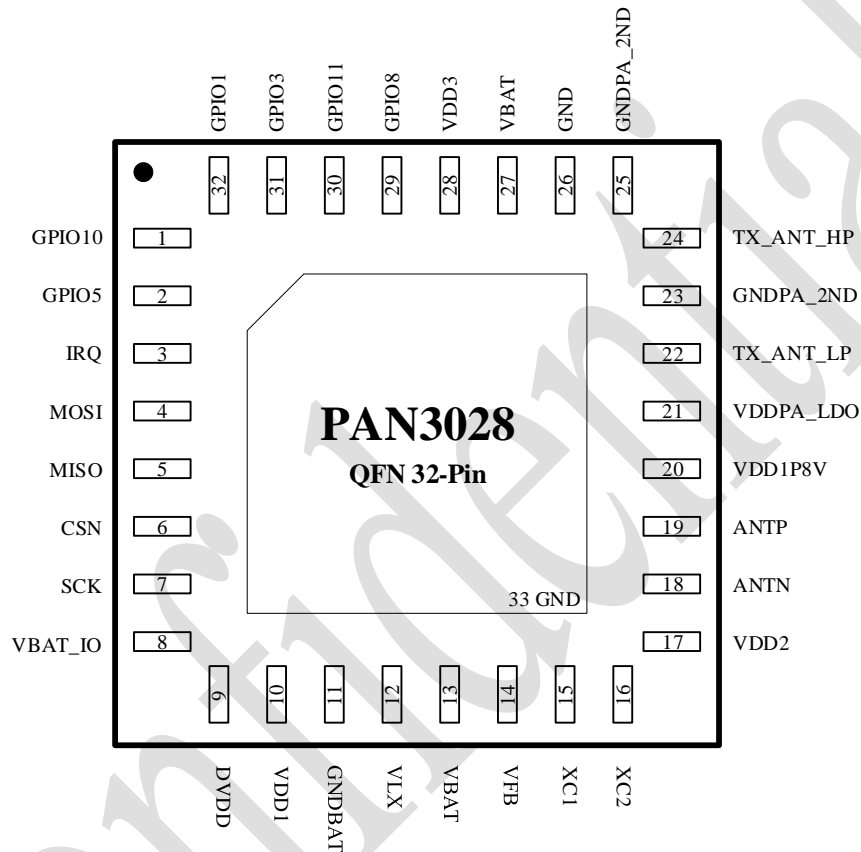 GPIO1
GPIO3
GPIO11
GPIO8
VDD3
VBAT
GND
GNDPA_2ND
32
31
30
29
28
27
26
25
GPIO10 1
GPIO5 2
IRQ 3
MOSI 4
MISO 5
CSN 6
SCK 7
VBAT_IO 8
24 TX_ANT_HP
23 GNDPA_2ND
22 TX_ANT_LP
21 VDDPA_LDO
20 VDD1P8V
19 ANTP
18 ANTN
17 VDD2
PAN3028
QFN 32-Pin
33 GND
9
10
11
12
13
14
15
16
DVDD
VDD1
GNDBAT
VLX
VBAT
VFB
XC1
XC2